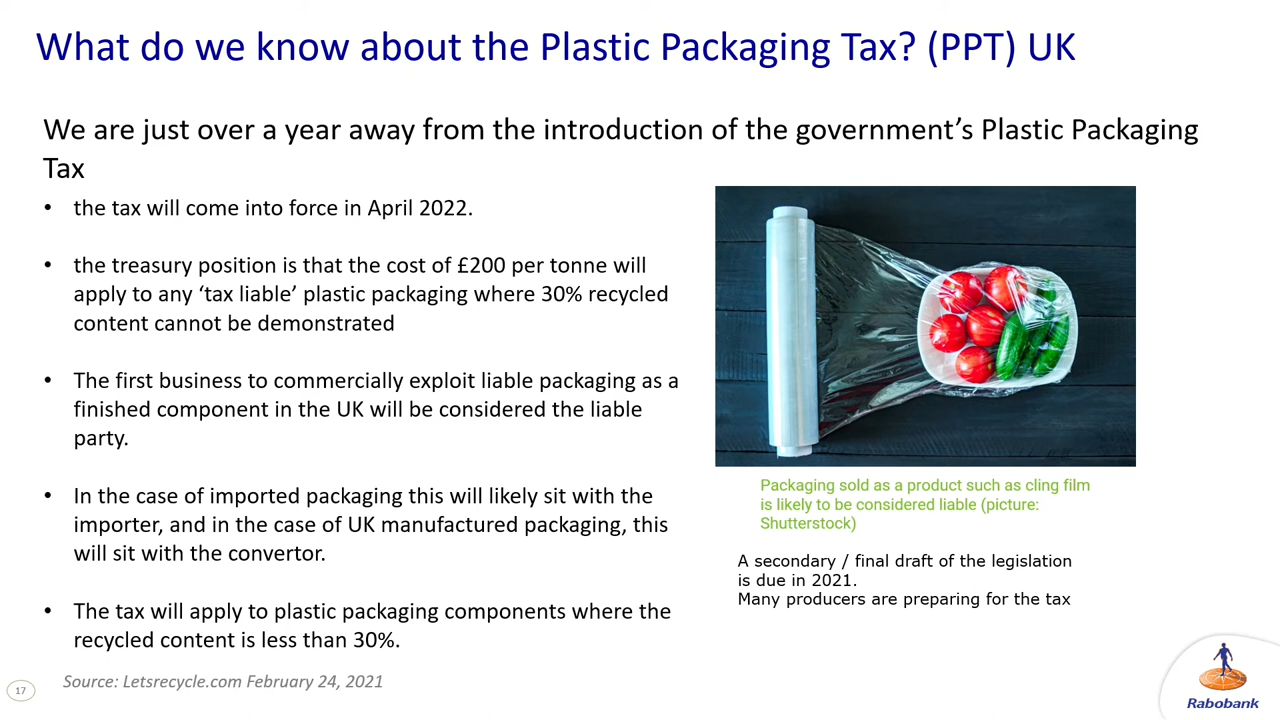 What do we know about the Plastic Packaging Tax? (PPT) UK
We are just over a year away from the introduction of the government’s Plastic Packaging
Tax
• the tax will come into force in April 2022.
• the treasury position is that the cost of £200 per tonne will
apply to any ‘tax liable’ plastic packaging where 30% recycled
content cannot be demonstrated
• The first business to commercially exploit liable packaging as a
finished component in the UK will be considered the liable
party.
• In the case of imported packaging this will likely sit with the
importer, and in the case of UK manufactured packaging, this
will sit with the convertor.
• The tax will apply to plastic packaging components where the
recycled content is less than 30%.
Packaging sold as a product such as cling film
is likely to be considered liable (picture:
Shutterstock)
A secondary / final draft of the legislation
is due in 2021.
Many producers are preparing for the tax
17
Source: Letsrecycle.com February 24, 2021
Rabobank